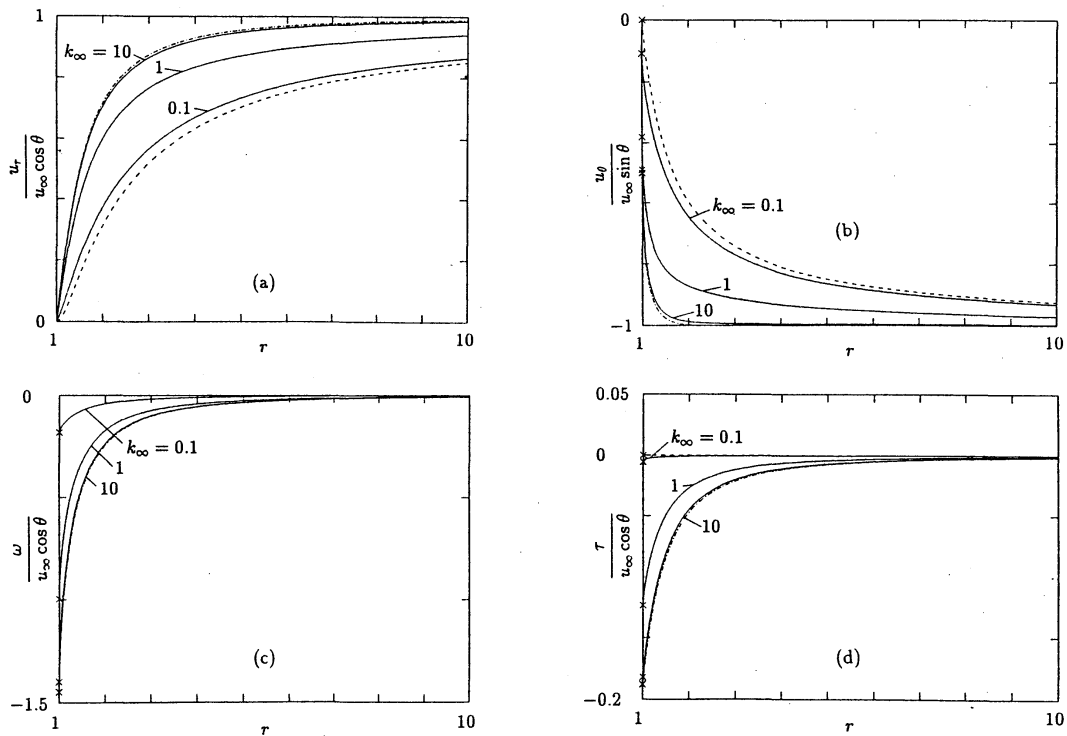 1
k∞ = 10
1
0.1
u_r
u∞ cos θ
(a)
0
1
r
10
0
u_θ
u∞ sin θ
k∞ = 0.1
(b)
1
10
−1
1
r
10
0
k∞ = 0.1
1
10
ω
u∞ cos θ
(c)
−1.5
1
r
10
0.05
k∞ = 0.1
0
1
10
τ
u∞ cos θ
(d)
−0.2
1
r
10